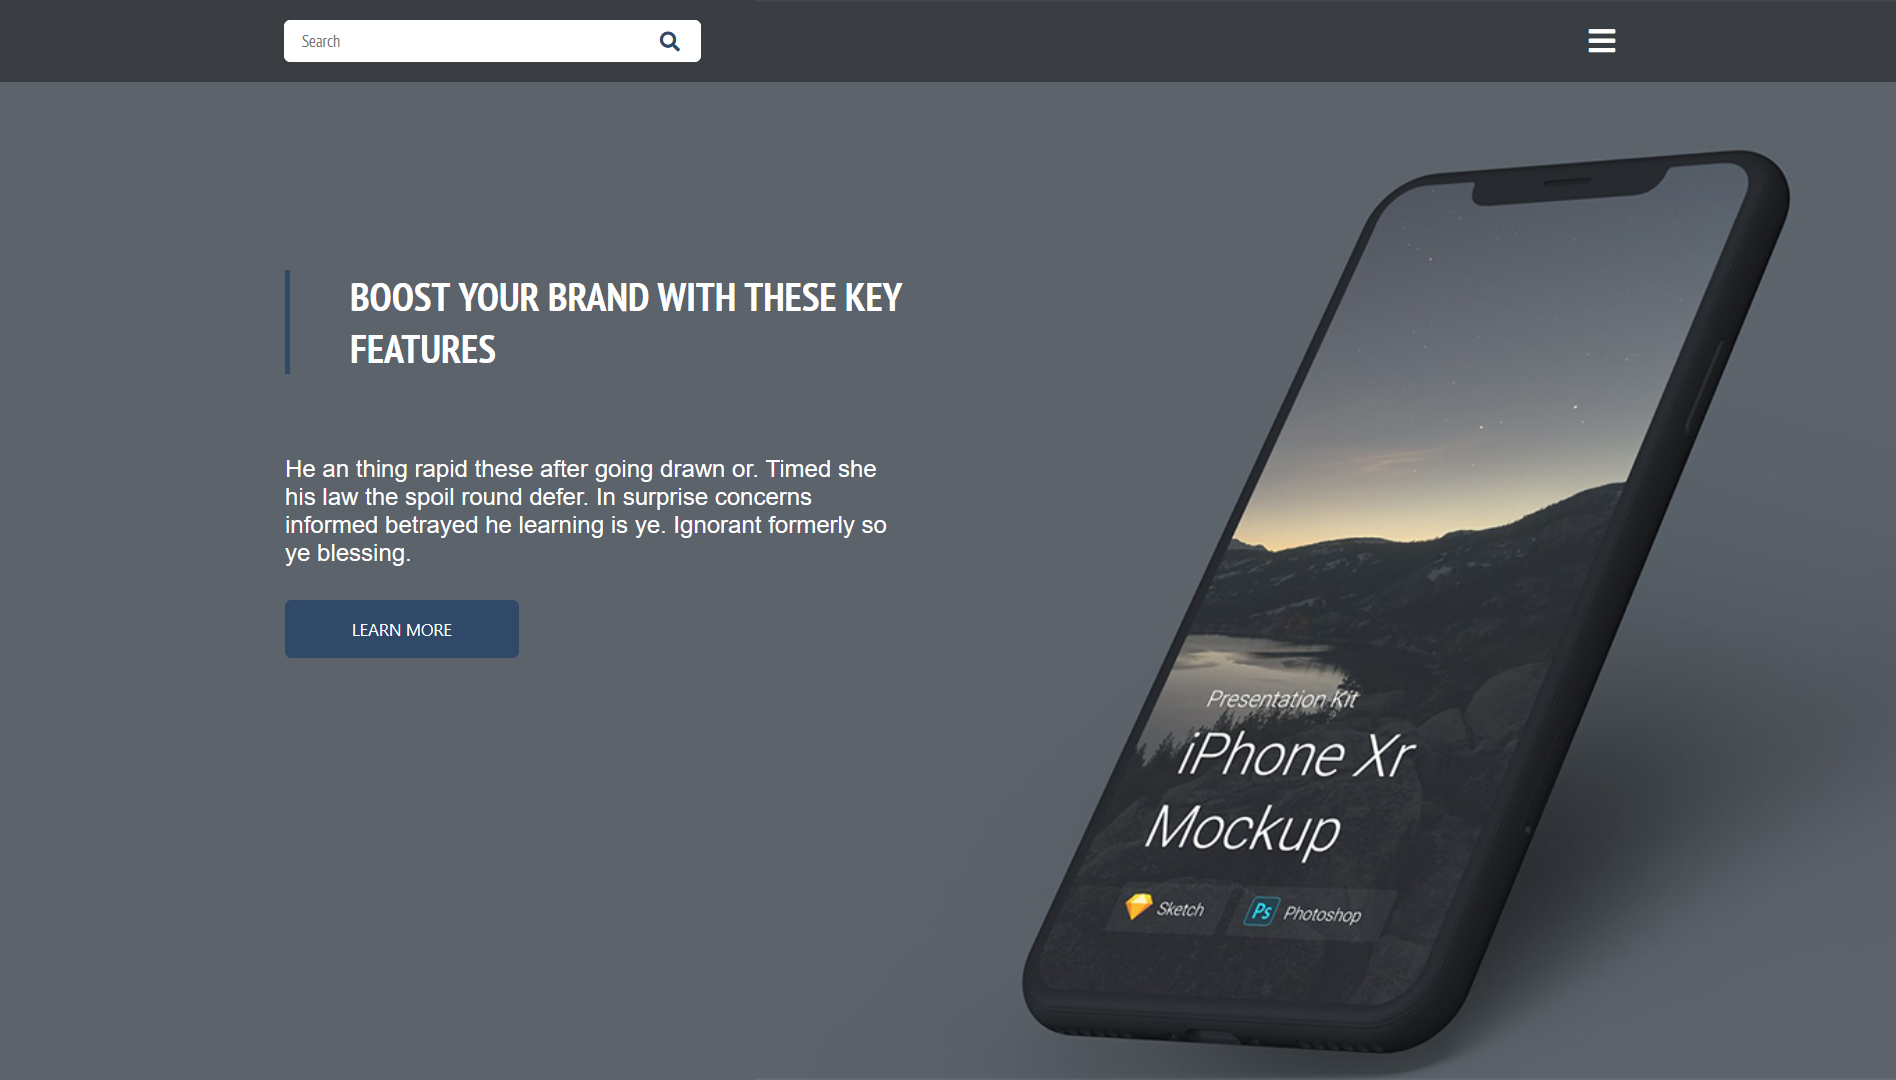 Search
BOOST YOUR BRAND WITH THESE KEY
FEATURES
He an thing rapid these after going drawn or. Timed she
his law the spoil round defer. In surprise concerns
informed betrayed he learning is ye. Ignorant formerly so
ye blessing.
LEARN MORE
Presentation Kit
iPhone Xr
Mockup
Sketch
Ps Photoshop